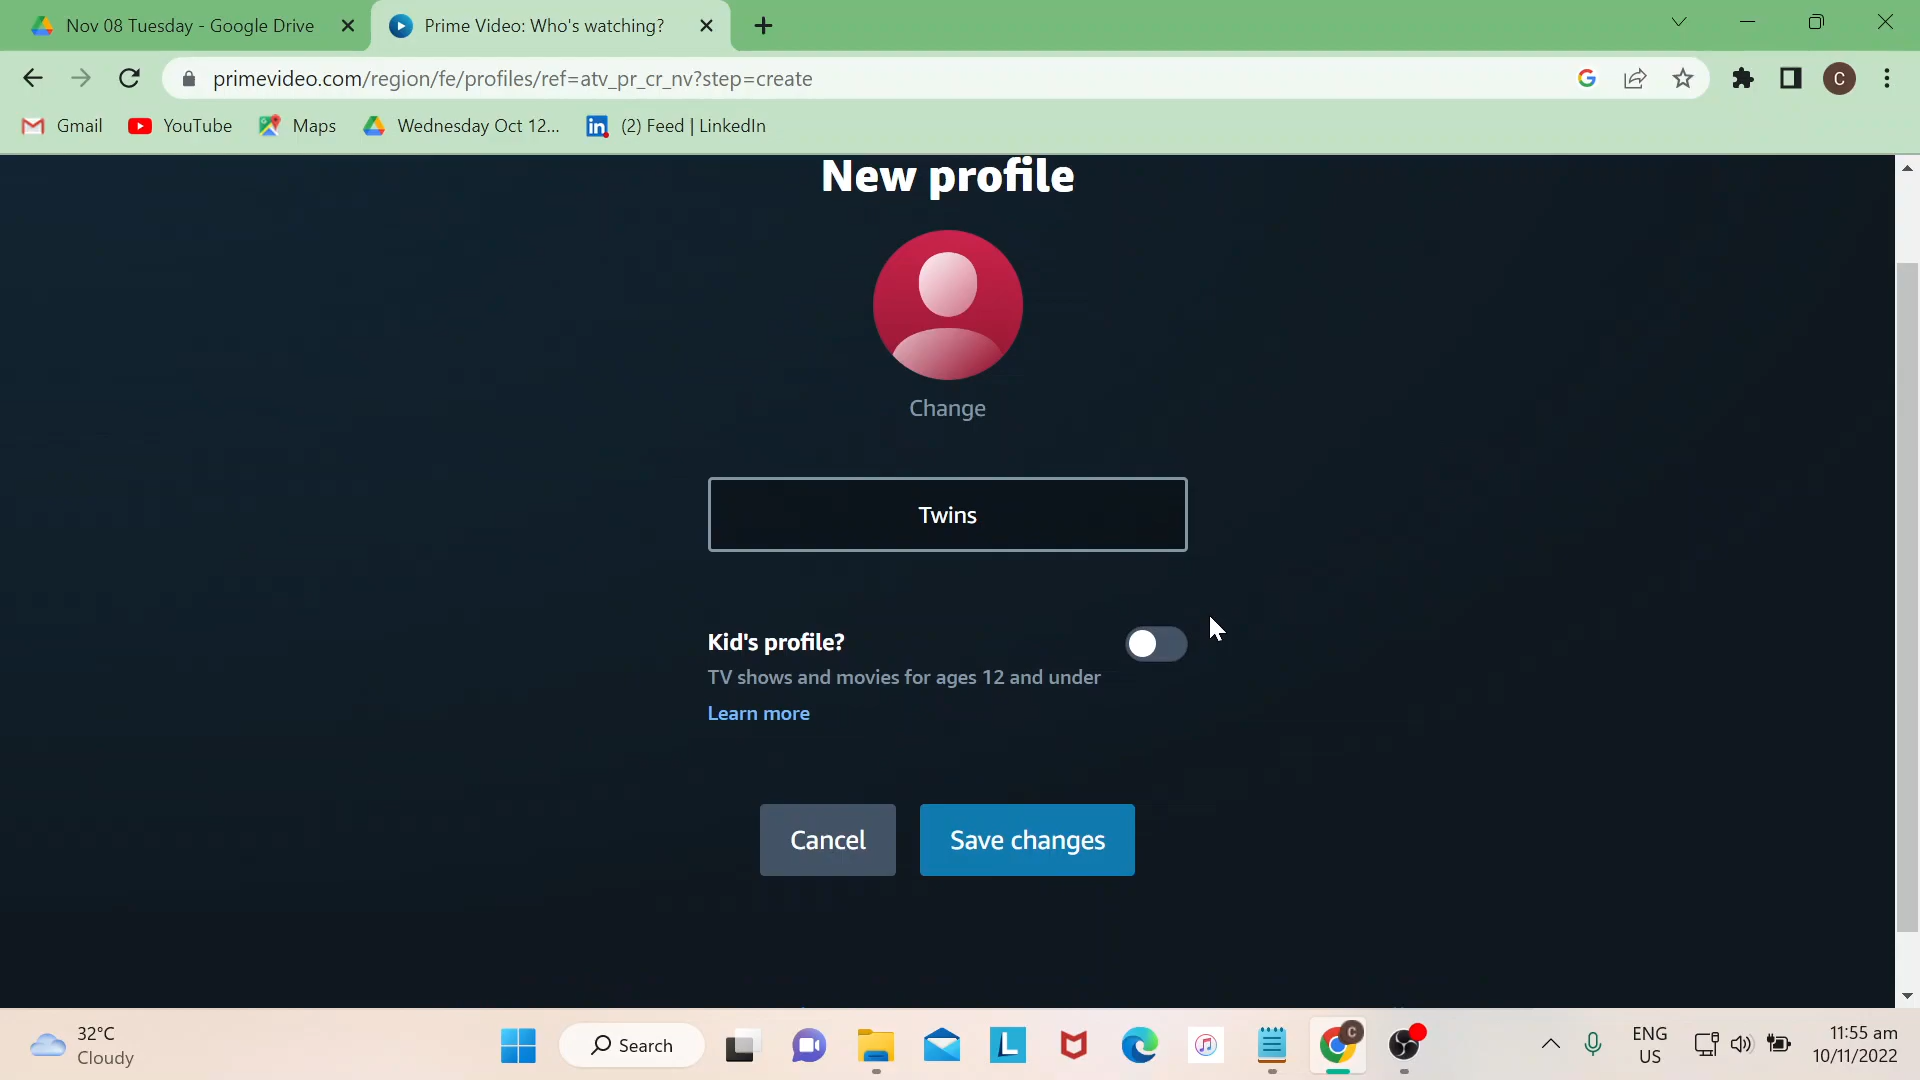 Nov 08 Tuesday - Google Drive
Prime Video: Who's watching?
primevideo.com/region/fe/profiles/ref=atv_pr_cr_nv?step=create
C
Gmail
YouTube
Maps
Wednesday Oct 12...
(2) Feed | LinkedIn
New profile
Change
Twins
Kid's profile?
TV shows and movies for ages 12 and under
Learn more
Cancel
Save changes
32°C
Cloudy
Search
ENG
US
11:55 am
10/11/2022